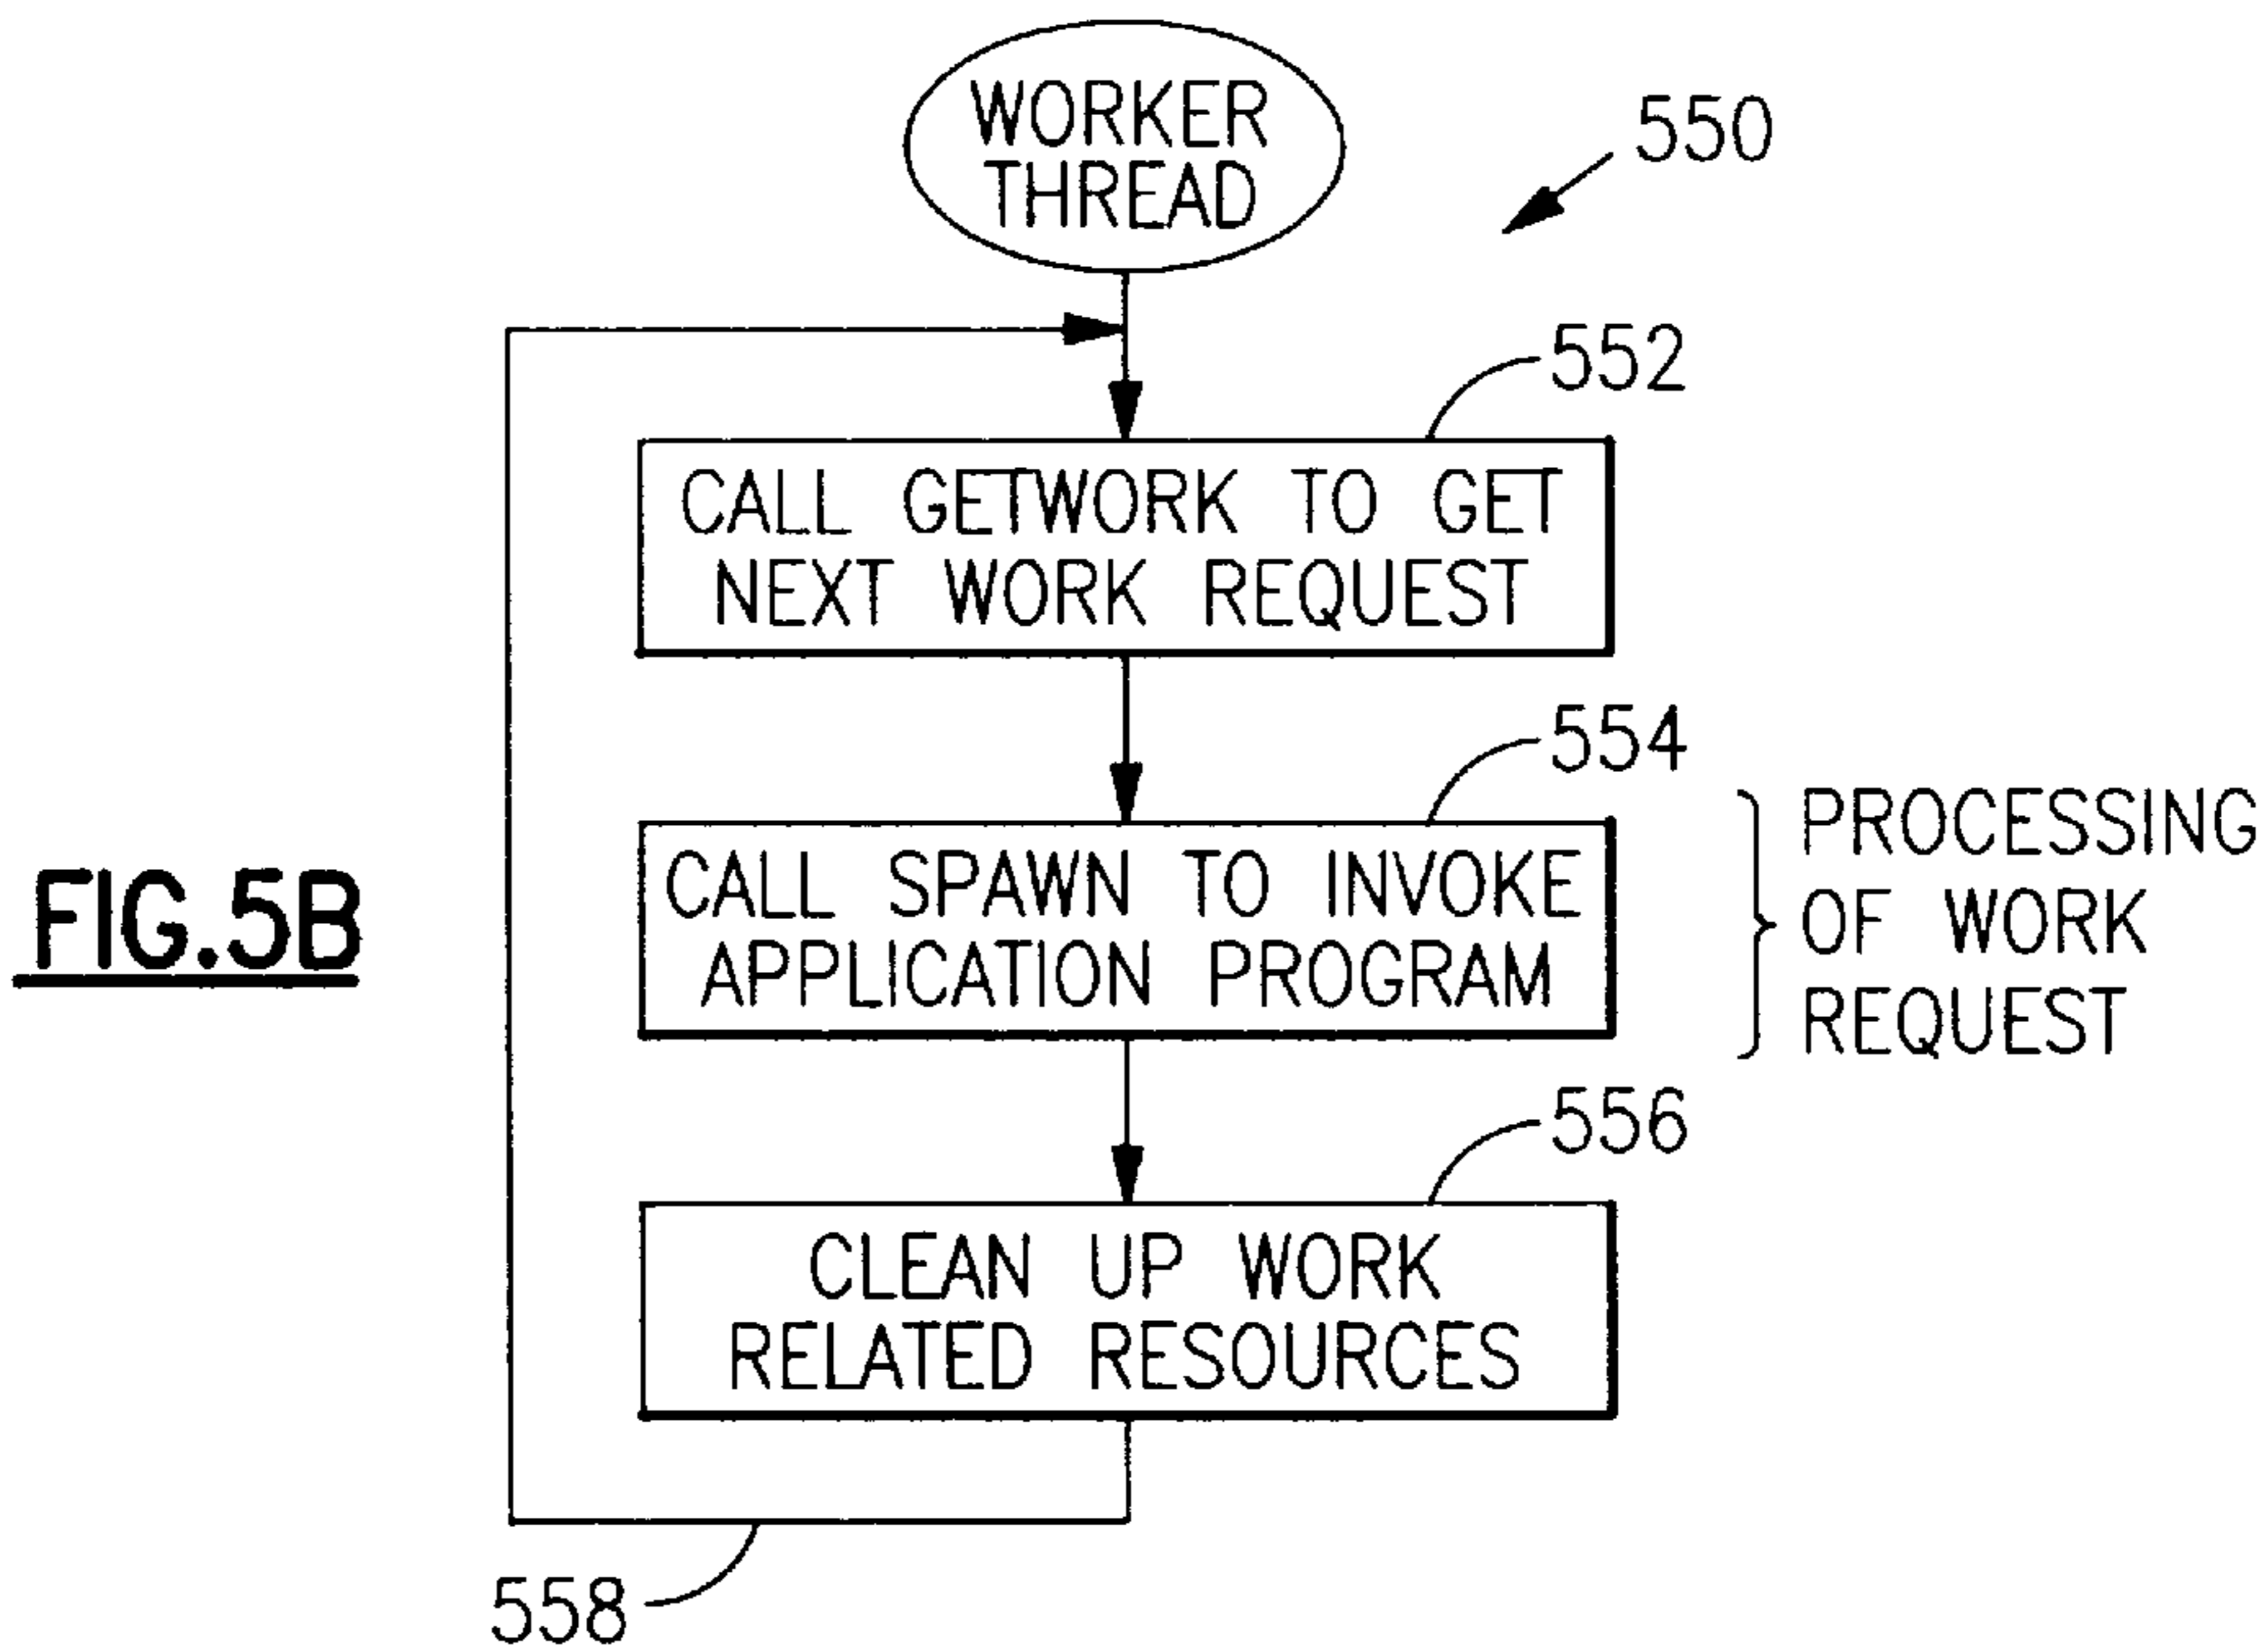 WORKER
THREAD
550
552
CALL GETWORK TO GET
NEXT WORK REQUEST
554
CALL SPAWN TO INVOKE
APPLICATION PROGRAM
PROCESSING
OF WORK
REQUEST
FIG.5B
556
CLEAN UP WORK
RELATED RESOURCES
558